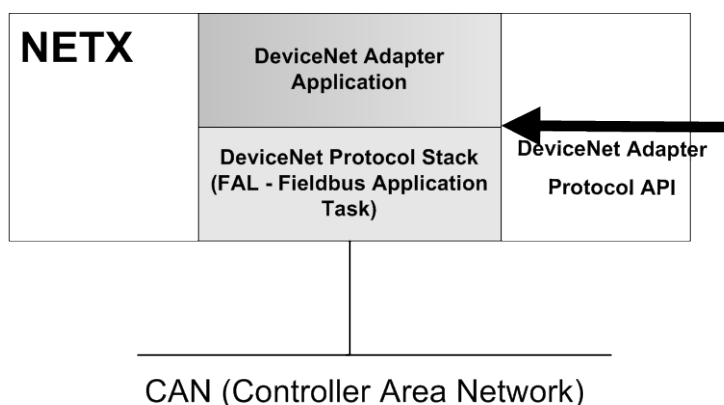 NETX
DeviceNet Adapter
Application
DeviceNet Protocol Stack
(FAL - Fieldbus Application
Task)
DeviceNet Adapter
Protocol API
CAN (Controller Area Network)